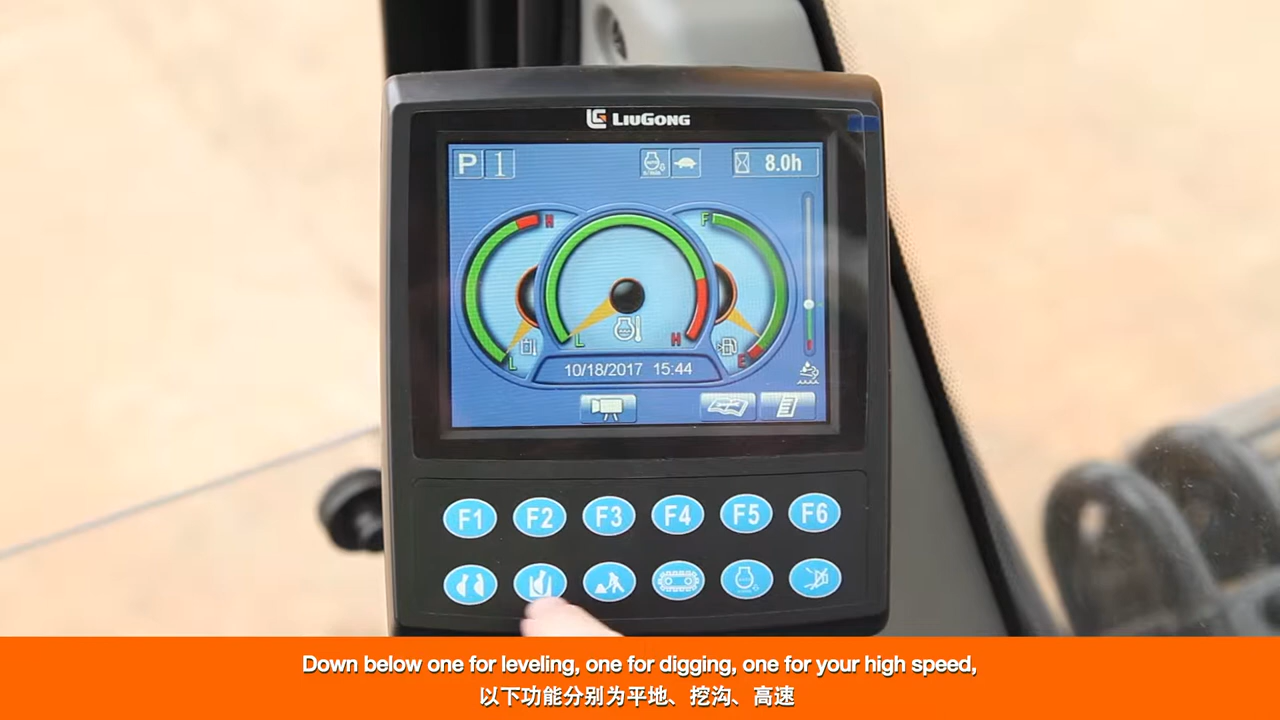 LIUGONG
P 1 8.0h
H F
L H E
L
10/18/2017 15:44
F1 F2 F3 F4 F5 F6
Down below one for leveling, one for digging, one for your high speed,
以下功能分别为平地、挖沟、高速